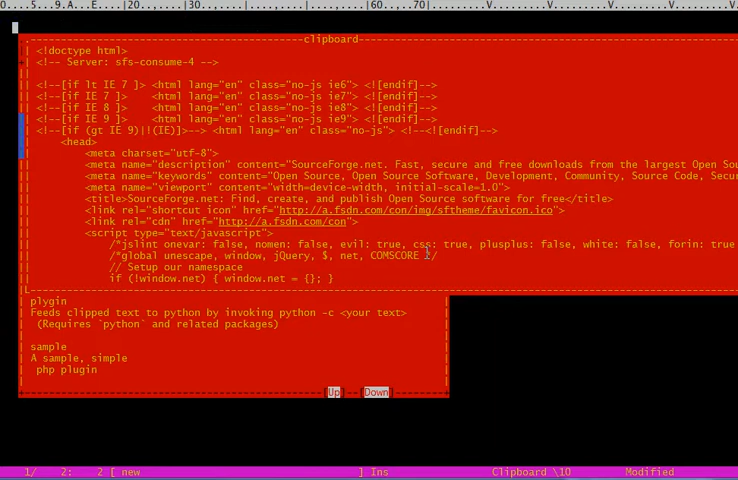 0....5...9.A...E....|20,..,....|30....,....|....,....|60..,..70|......V.........V.........V.........V.........V
clipboard
<!doctype html>
<!-- Server: sfs-consume-4 -->
<!--[if lt IE 7 ]> <html lang="en" class="no-js ie6"> <![endif]-->
<!--[if IE 7 ]>    <html lang="en" class="no-js ie7"> <![endif]-->
<!--[if IE 8 ]>    <html lang="en" class="no-js ie8"> <![endif]-->
<!--[if IE 9 ]>    <html lang="en" class="no-js ie9"> <![endif]-->
<!--[if (gt IE 9)|!(IE)]>--> <html lang="en" class="no-js"> <!--<![endif]-->
<head>
<meta charset="utf-8">
<meta name="description" content="SourceForge.net. Fast, secure and free downloads from the largest Open Sou
<meta name="keywords" content="Open Source, Open Source Software, Development, Community, Source Code, Secur
<meta name="viewport" content="width=device-width, initial-scale=1.0">
<title>SourceForge.net: Find, create, and publish Open Source software for free</title>
<link rel="shortcut icon" href="http://a.fsdn.com/con/img/sftheme/favicon.ico">
<link rel="cdn" href="http://a.fsdn.com/con">
<script type="text/javascript">
/*jslint onevar: false, nomen: false, evil: true, css: true, plusplus: false, white: false, forin: true
/*global unescape, window, jQuery, $, net, COMSCORE */
// Setup our namespace
if (!window.net) { window.net = {}; }
plygin
Feeds clipped text to python by invoking python -c <your text>
(Requires `python` and related packages)
sample
A sample, simple
php plugin
[Up]--[Down]
1/    2:   2 [ new ] Ins Clipboard \10 Modified